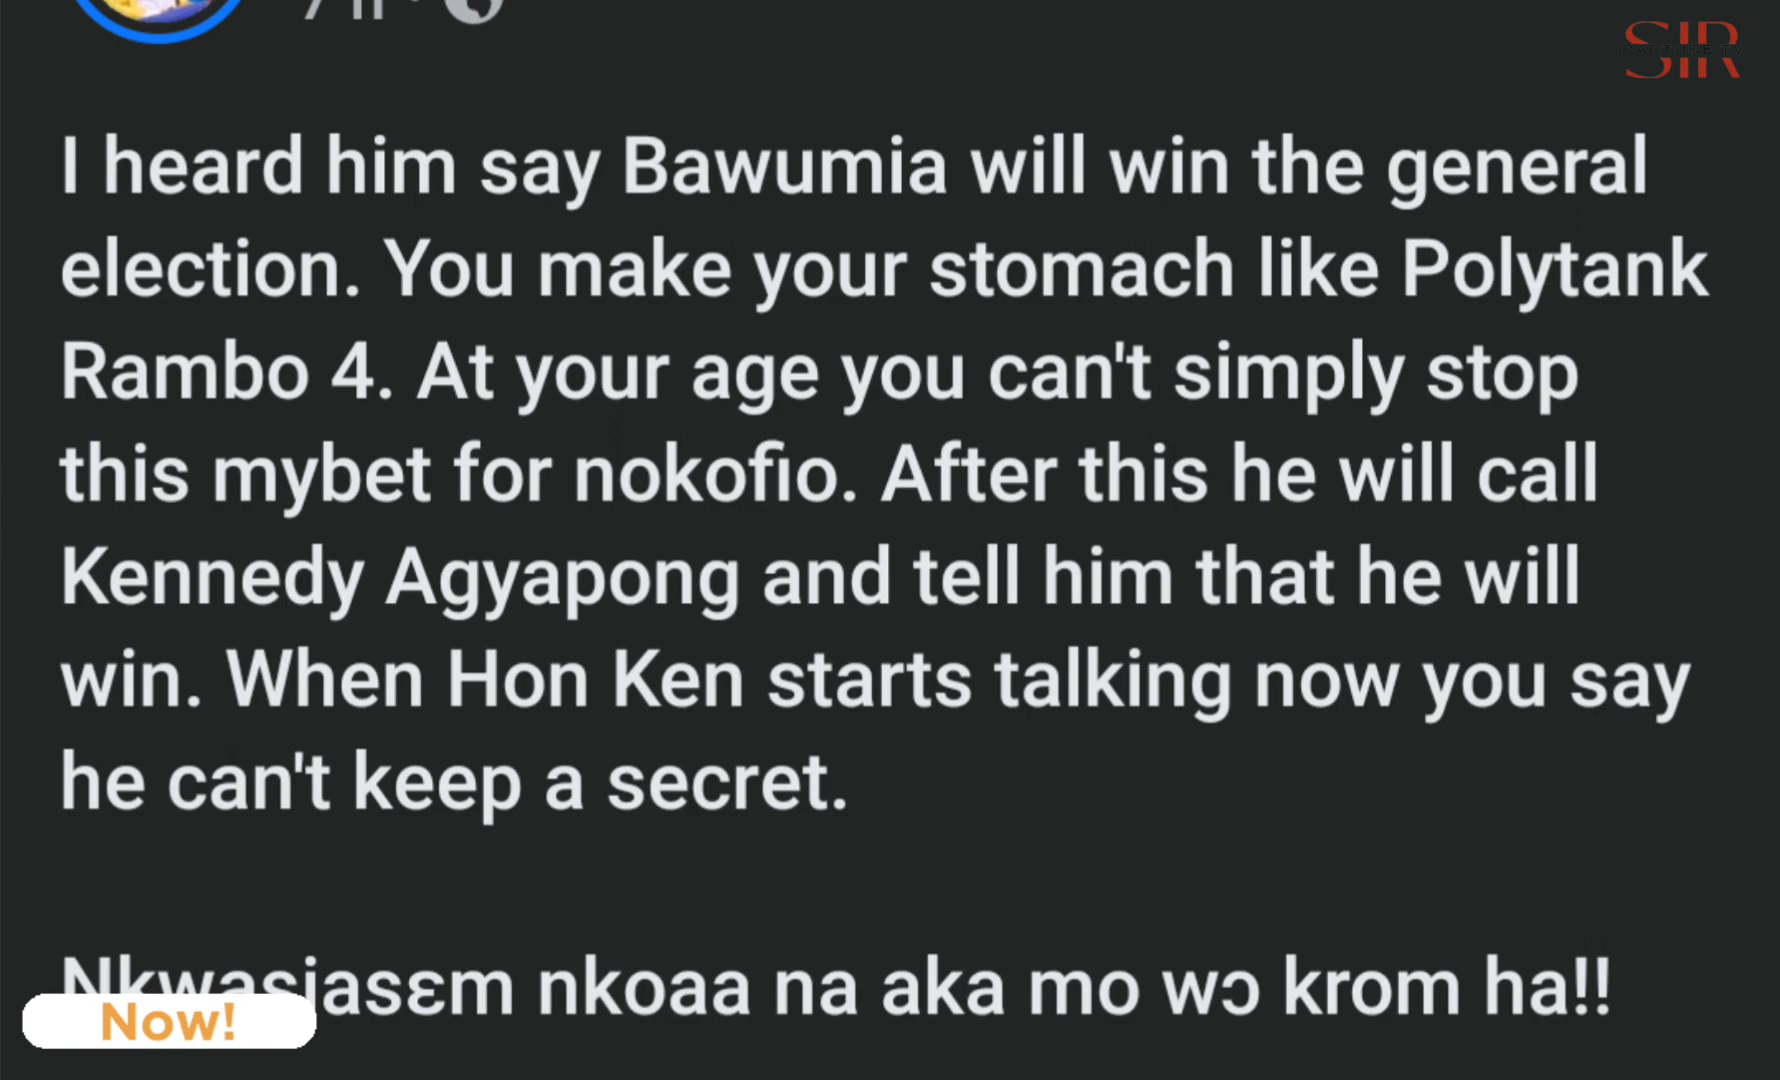 SIR
I heard him say Bawumia will win the general
election. You make your stomach like Polytank
Rambo 4. At your age you can't simply stop
this mybet for nokofio. After this he will call
Kennedy Agyapong and tell him that he will
win. When Hon Ken starts talking now you say
he can't keep a secret.
Nkwasiasɛm nkoaa na aka mo wɔ krom ha!!
Now!